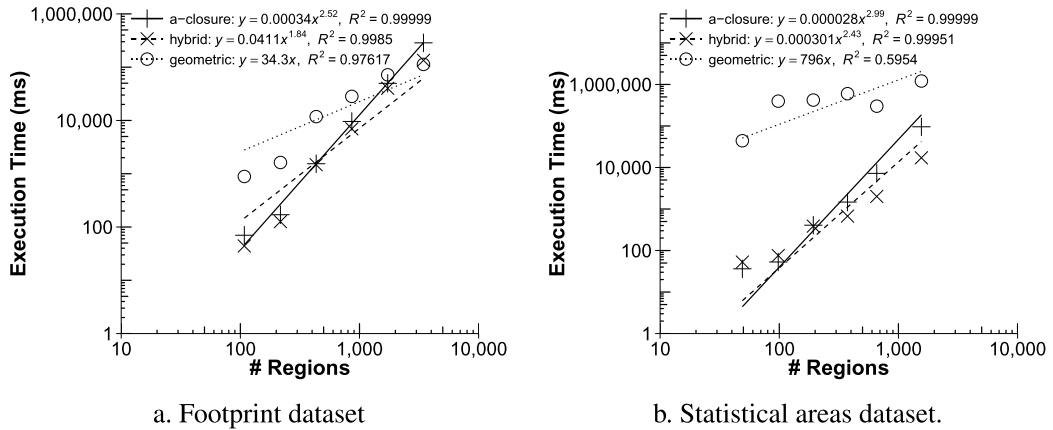 1,000,000
10,000
100
1
Execution Time (ms)
a−closure: y = 0.00034x^2.52, R^2 = 0.99999
hybrid: y = 0.0411x^1.84, R^2 = 0.9985
geometric: y = 34.3x, R^2 = 0.97617
10 100 1,000 10,000
# Regions
a. Footprint dataset
1,000,000
10,000
100
1
Execution Time (ms)
a−closure: y = 0.000028x^2.99, R^2 = 0.99999
hybrid: y = 0.000301x^2.43, R^2 = 0.99951
geometric: y = 796x, R^2 = 0.5954
10 100 1,000 10,000
# Regions
b. Statistical areas dataset.